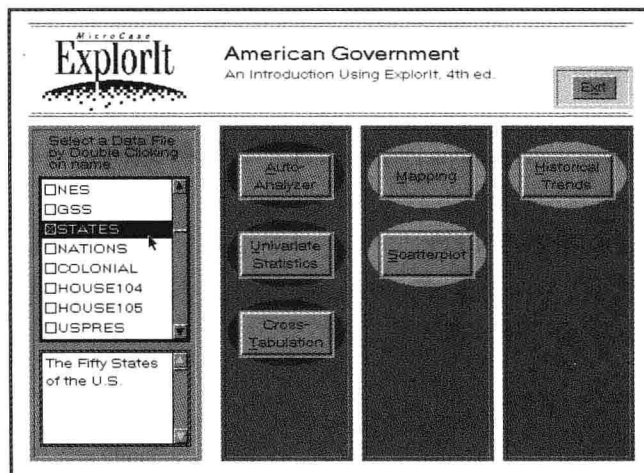 MicroCase
ExplorIt
American Government
An Introduction Using ExplorIt, 4th ed.
Exit
Select a Data File
by Double Clicking
on name
NES
GSS
STATES
NATIONS
COLONIAL
HOUSE104
HOUSE105
USPRES
The Fifty States
of the U.S.
Auto-
Analyzer
Univariate
Statistics
Cross-
Tabulation
Mapping
Scatterplot
Historical
Trends